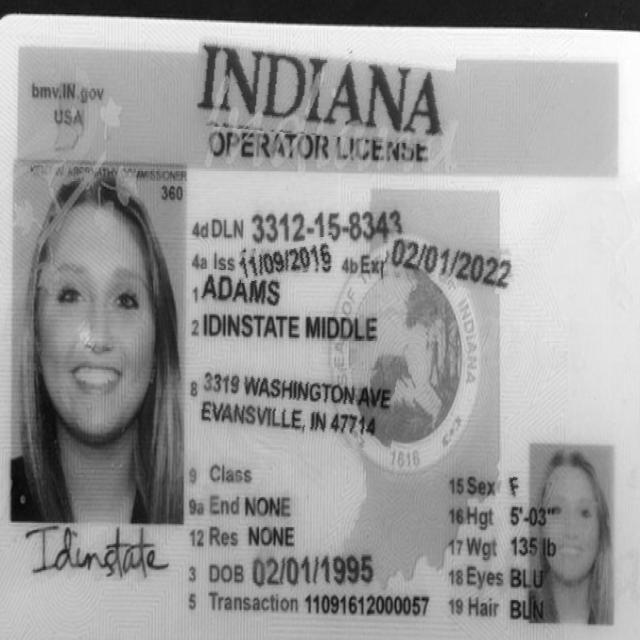 INDIANA
bmv.IN.gov
USA
OPERATOR LICENSE
COMMISSIONER
360
4d DLN 3312-15-8343
4a Iss 11/09/2016 4b Exp 02/01/2022
1 ADAMS
2 IDINSTATE MIDDLE
8 3319 WASHINGTON AVE
EVANSVILLE, IN 47714
SEAL OF INDIANA
1816
9 Class
9a End NONE
12 Res NONE
3 DOB 02/01/1995
5 Transaction 11091612000057
15 Sex F
16 Hgt 5'-03"
17 Wgt 135 lb
18 Eyes BLU
19 Hair BLN
Idinstate